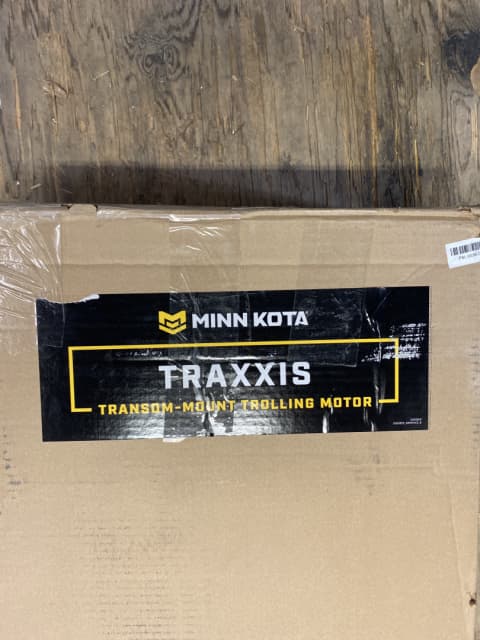 MINN KOTA
TRAXXIS
TRANSOM-MOUNT TROLLING MOTOR